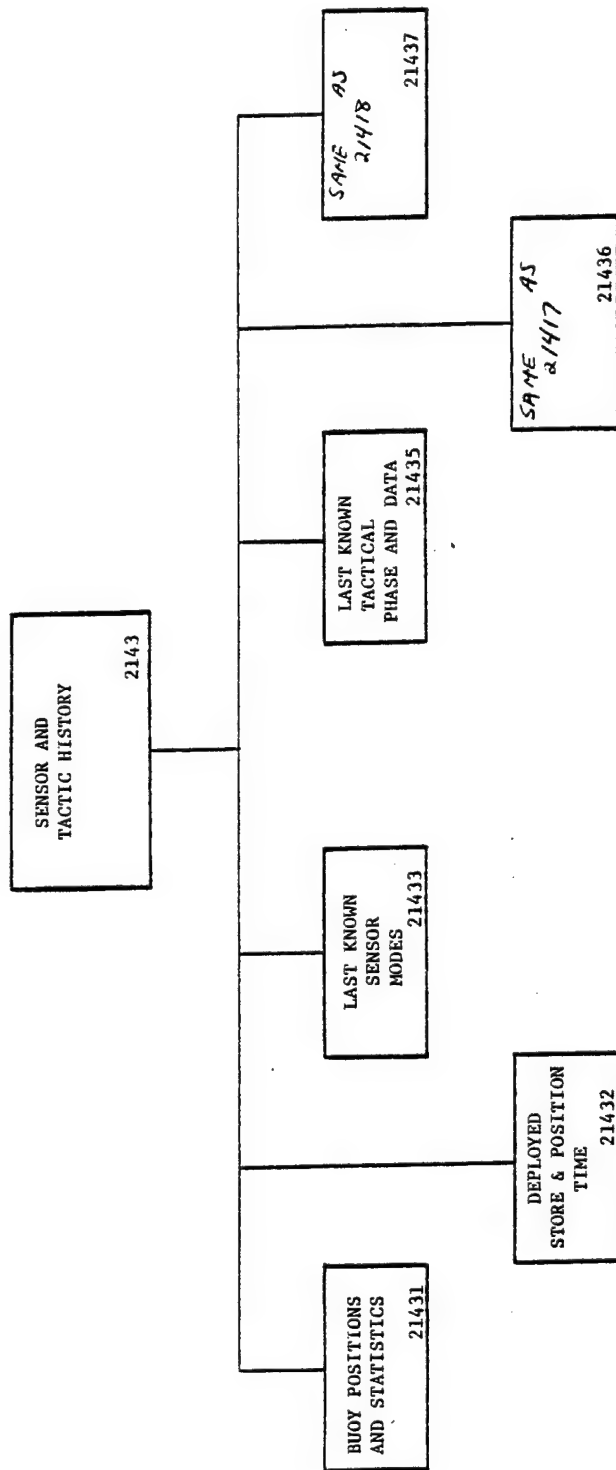 SENSOR AND
TACTIC HISTORY
2143
BUOY POSITIONS
AND STATISTICS
21431
DEPLOYED
STORE & POSITION
TIME
21432
LAST KNOWN
SENSOR
MODES
21433
LAST KNOWN
TACTICAL
PHASE AND DATA
21435
SAME AS
21417
21436
SAME AS
21418
21437